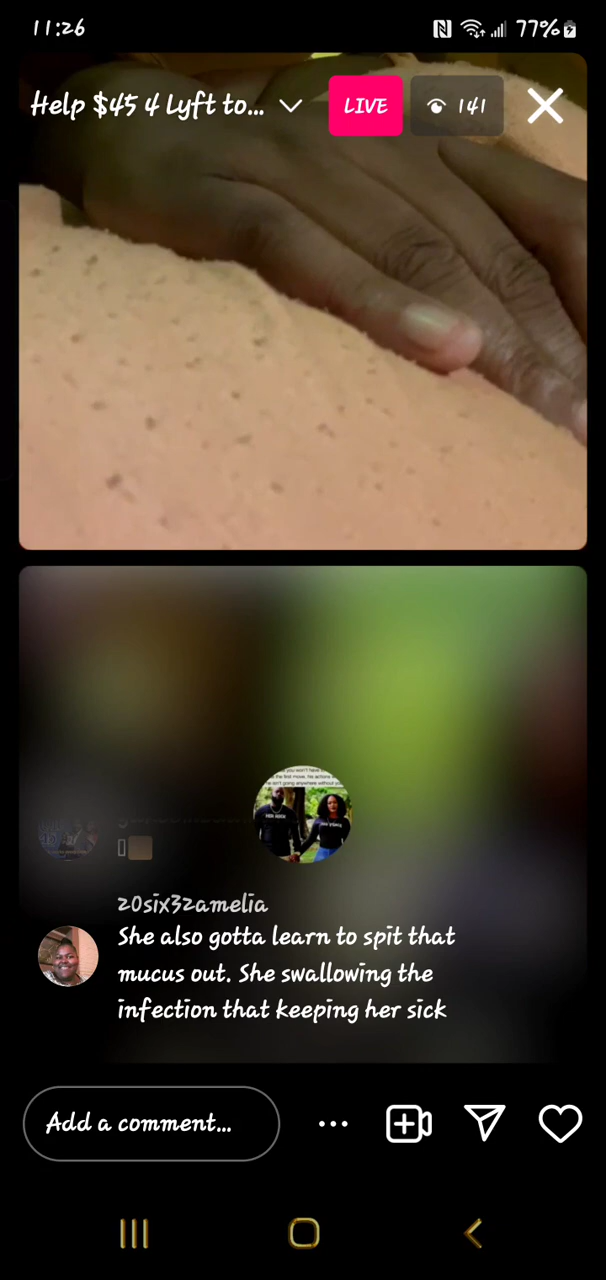 11:26
77%
Help $45 4 Lyft to...
LIVE
141
20six32amelia
She also gotta learn to spit that
mucus out. She swallowing the
infection that keeping her sick
Add a comment...